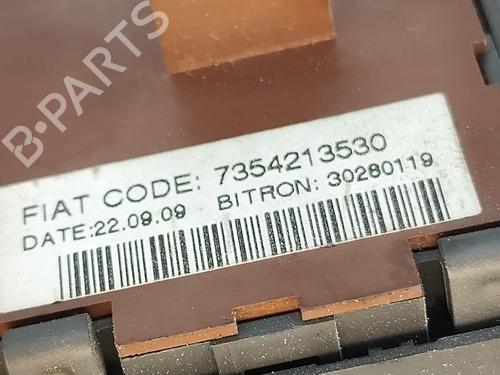 B-PARTS
FIAT CODE: 7354213530
DATE:22.09.09 BITRON: 30280119